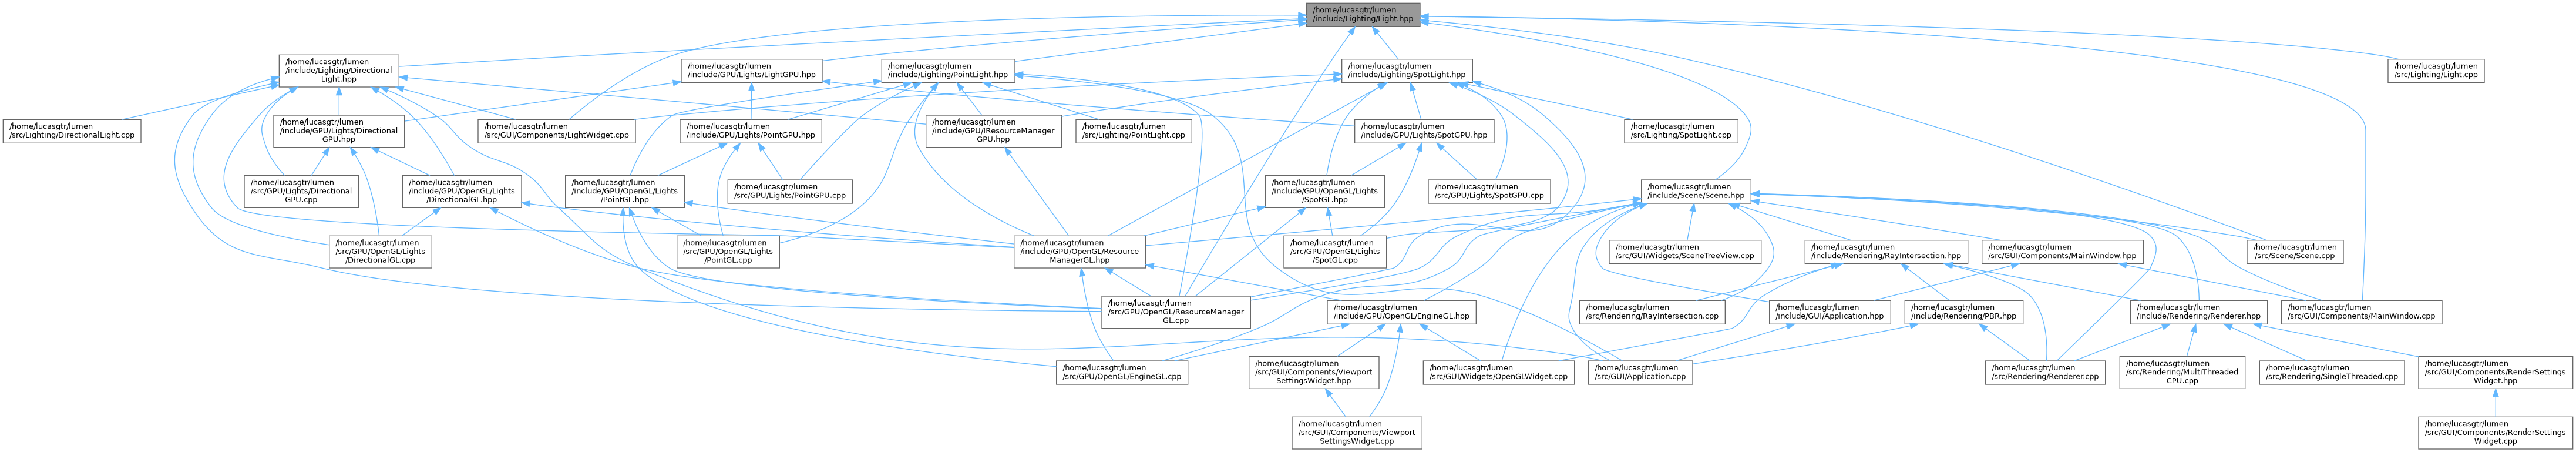 /home/lucasgtr/lumen
/include/Lighting/Light.hpp
/home/lucasgtr/lumen
/include/Lighting/Directional
Light.hpp
/home/lucasgtr/lumen
/include/GPU/Lights/LightGPU.hpp
/home/lucasgtr/lumen
/include/Lighting/PointLight.hpp
/home/lucasgtr/lumen
/include/Lighting/SpotLight.hpp
/home/lucasgtr/lumen
/src/Lighting/Light.cpp
/home/lucasgtr/lumen
/src/Lighting/DirectionalLight.cpp
/home/lucasgtr/lumen
/include/GPU/Lights/Directional
GPU.hpp
/home/lucasgtr/lumen
/src/GUI/Components/LightWidget.cpp
/home/lucasgtr/lumen
/include/GPU/Lights/PointGPU.hpp
/home/lucasgtr/lumen
/include/GPU/IResourceManager
GPU.hpp
/home/lucasgtr/lumen
/src/Lighting/PointLight.cpp
/home/lucasgtr/lumen
/include/GPU/Lights/SpotGPU.hpp
/home/lucasgtr/lumen
/src/Lighting/SpotLight.cpp
/home/lucasgtr/lumen
/src/GPU/Lights/Directional
GPU.cpp
/home/lucasgtr/lumen
/include/GPU/OpenGL/Lights
/DirectionalGL.hpp
/home/lucasgtr/lumen
/include/GPU/OpenGL/Lights
/PointGL.hpp
/home/lucasgtr/lumen
/src/GPU/Lights/PointGPU.cpp
/home/lucasgtr/lumen
/include/GPU/OpenGL/Lights
/SpotGL.hpp
/home/lucasgtr/lumen
/src/GPU/Lights/SpotGPU.cpp
/home/lucasgtr/lumen
/include/Scene/Scene.hpp
/home/lucasgtr/lumen
/src/GPU/OpenGL/Lights
/DirectionalGL.cpp
/home/lucasgtr/lumen
/src/GPU/OpenGL/Lights
/PointGL.cpp
/home/lucasgtr/lumen
/include/GPU/OpenGL/Resource
ManagerGL.hpp
/home/lucasgtr/lumen
/src/GPU/OpenGL/Lights
/SpotGL.cpp
/home/lucasgtr/lumen
/src/GUI/Widgets/SceneTreeView.cpp
/home/lucasgtr/lumen
/include/Rendering/RayIntersection.hpp
/home/lucasgtr/lumen
/src/GUI/Components/MainWindow.hpp
/home/lucasgtr/lumen
/src/Scene/Scene.cpp
/home/lucasgtr/lumen
/src/GPU/OpenGL/ResourceManager
GL.cpp
/home/lucasgtr/lumen
/include/GPU/OpenGL/EngineGL.hpp
/home/lucasgtr/lumen
/src/Rendering/RayIntersection.cpp
/home/lucasgtr/lumen
/include/GUI/Application.hpp
/home/lucasgtr/lumen
/include/Rendering/PBR.hpp
/home/lucasgtr/lumen
/include/Rendering/Renderer.hpp
/home/lucasgtr/lumen
/src/GUI/Components/MainWindow.cpp
/home/lucasgtr/lumen
/src/GPU/OpenGL/EngineGL.cpp
/home/lucasgtr/lumen
/src/GUI/Components/Viewport
SettingsWidget.hpp
/home/lucasgtr/lumen
/src/GUI/Widgets/OpenGLWidget.cpp
/home/lucasgtr/lumen
/src/GUI/Application.cpp
/home/lucasgtr/lumen
/src/Rendering/Renderer.cpp
/home/lucasgtr/lumen
/src/Rendering/MultiThreaded
CPU.cpp
/home/lucasgtr/lumen
/src/Rendering/SingleThreaded.cpp
/home/lucasgtr/lumen
/src/GUI/Components/RenderSettings
Widget.hpp
/home/lucasgtr/lumen
/src/GUI/Components/Viewport
SettingsWidget.cpp
/home/lucasgtr/lumen
/src/GUI/Components/RenderSettings
Widget.cpp